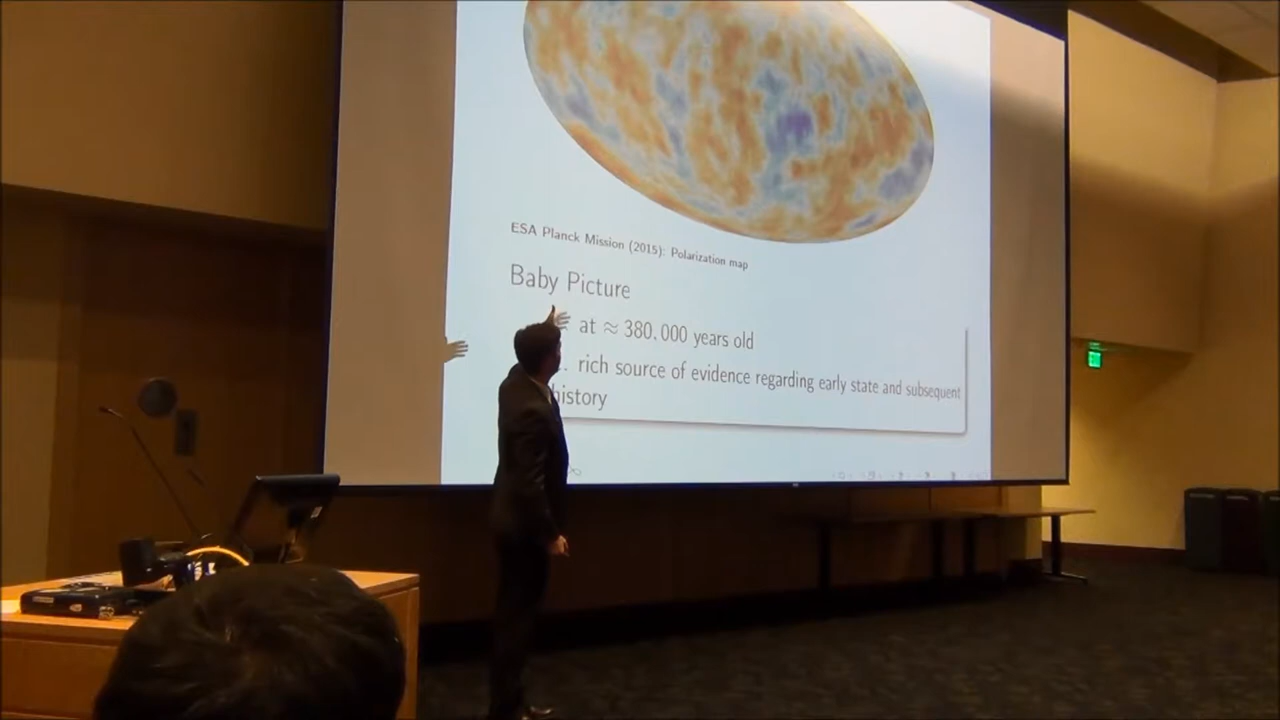 ESA Planck Mission (2015): Polarization map
Baby Picture
at ≈ 380,000 years old
rich source of evidence regarding early state and subsequent
history